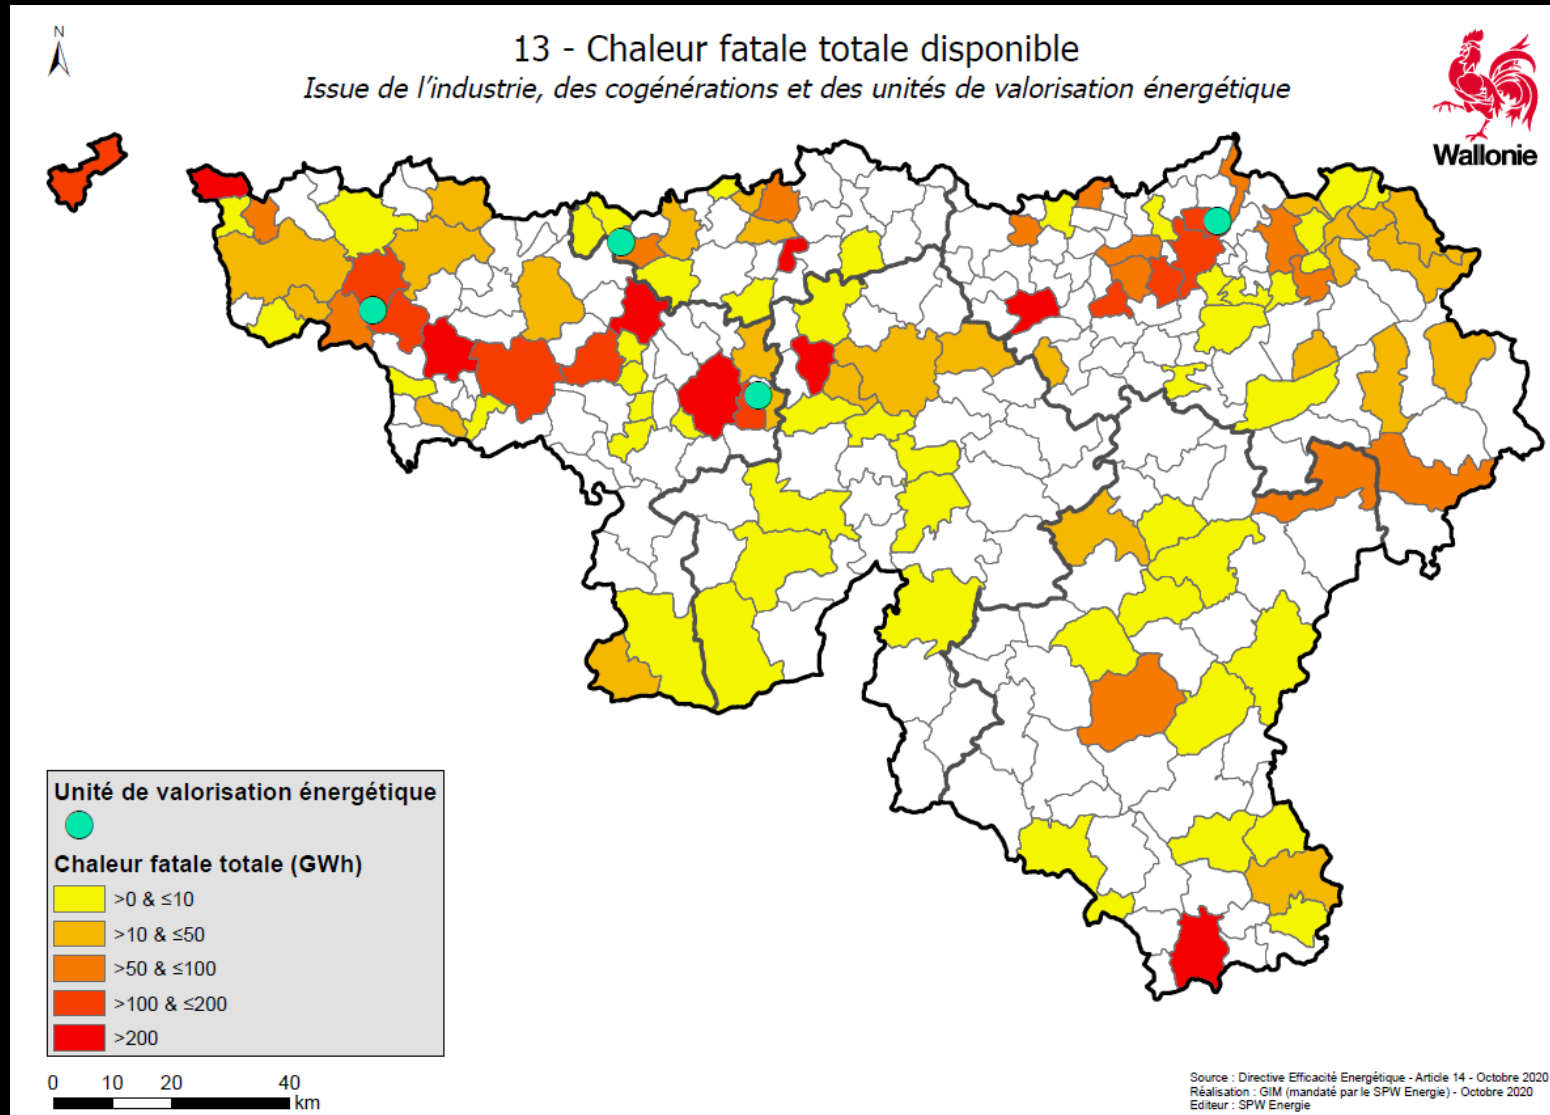 N
13 - Chaleur fatale totale disponible
Issue de l'industrie, des cogénérations et des unités de valorisation énergétique
Wallonie
Unité de valorisation énergétique
Chaleur fatale totale (GWh)
>0 & ≤10
>10 & ≤50
>50 & ≤100
>100 & ≤200
>200
0 10 20 40
km
Source : Directive Efficacité Energétique - Article 14 - Octobre 2020
Réalisation : GIM (mandaté par le SPW Energie) - Octobre 2020
Editeur : SPW Energie